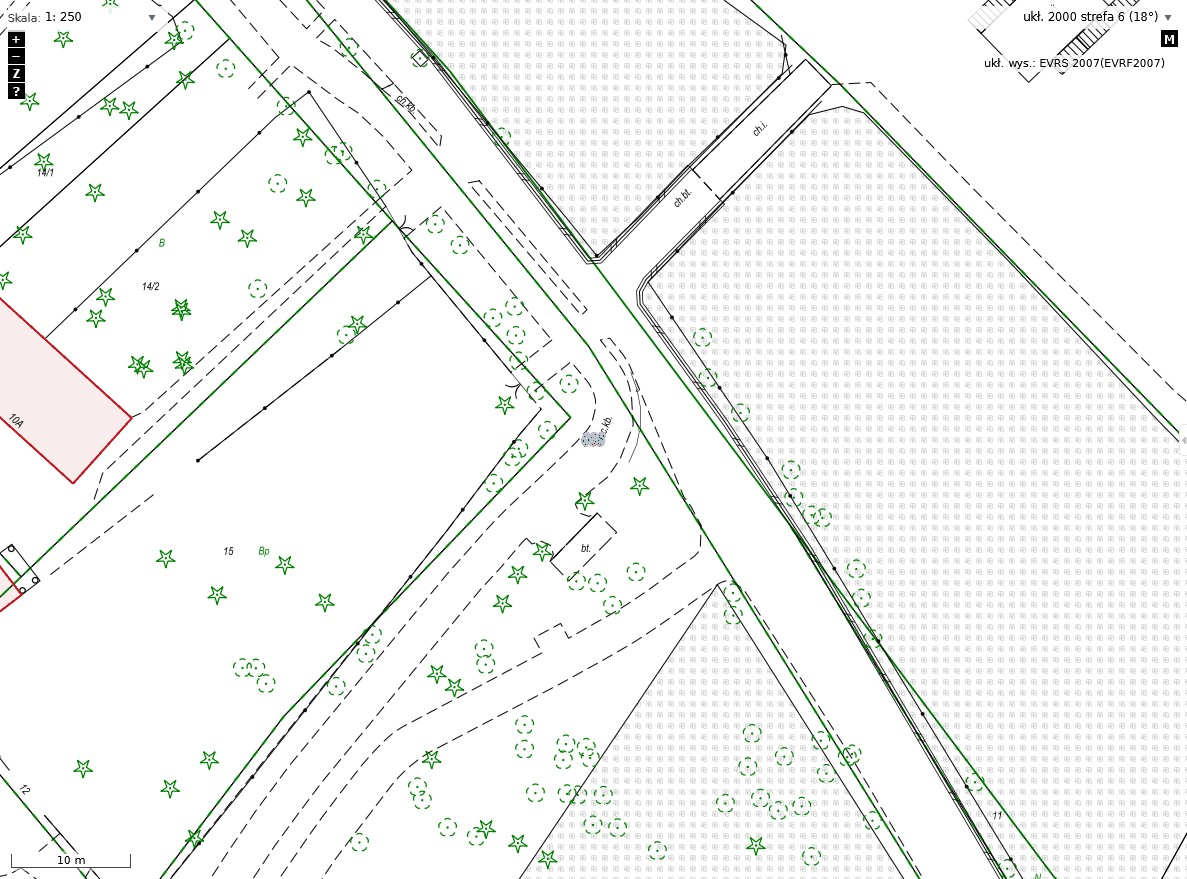 Skala: 1: 250
ukł. 2000 strefa 6 (18°)
+
M
−
ukł. wys.: EVRS 2007(EVRF2007)
Z
?
ch.kb.
ch.i.
14/1
ch.bt.
B
14/2
10A
c.kb.
15
Bp
bt.
12
11
10 m